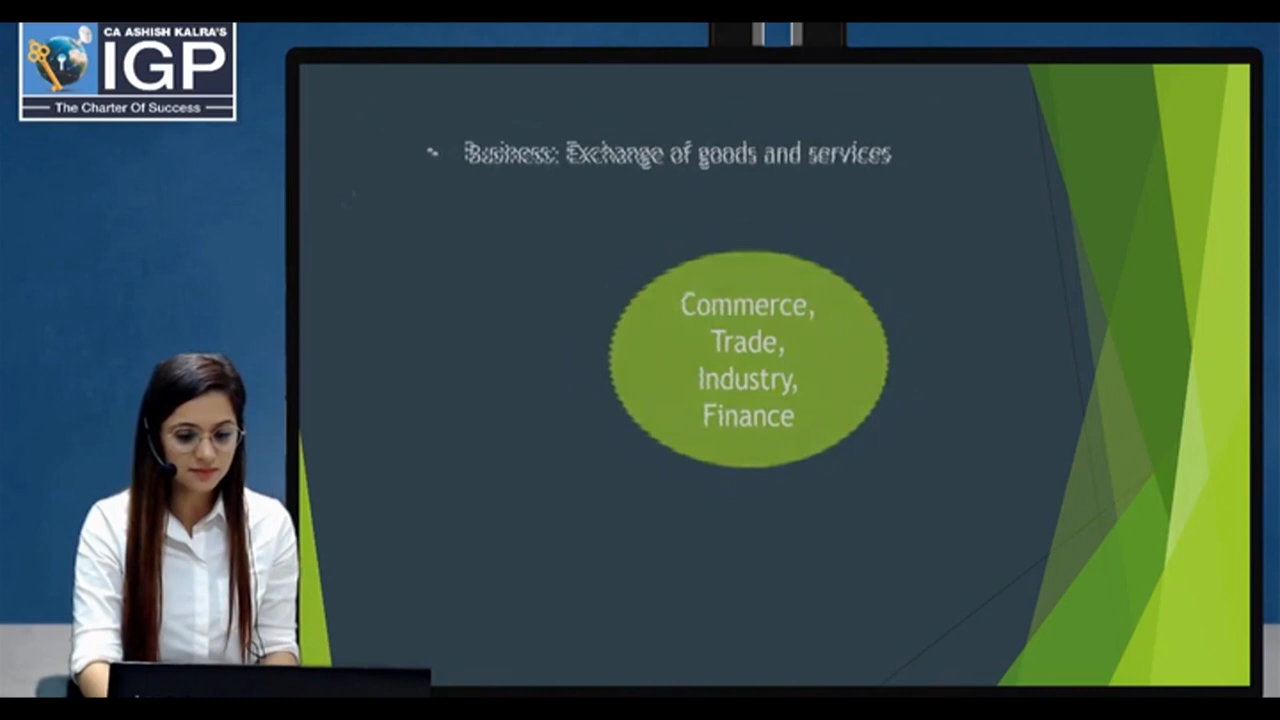 CA ASHISH KALRA'S
IGP
The Charter Of Success
• Business: Exchange of goods and services
Commerce,
Trade,
Industry,
Finance